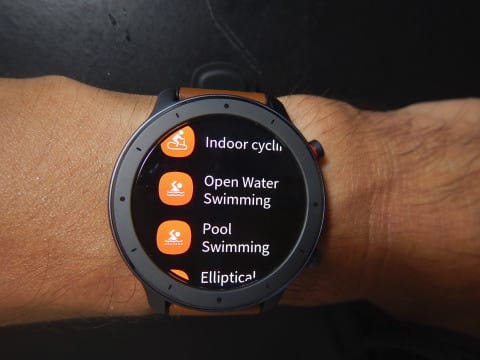 Indoor cyclin
Open Water
Swimming
Pool
Swimming
Elliptical